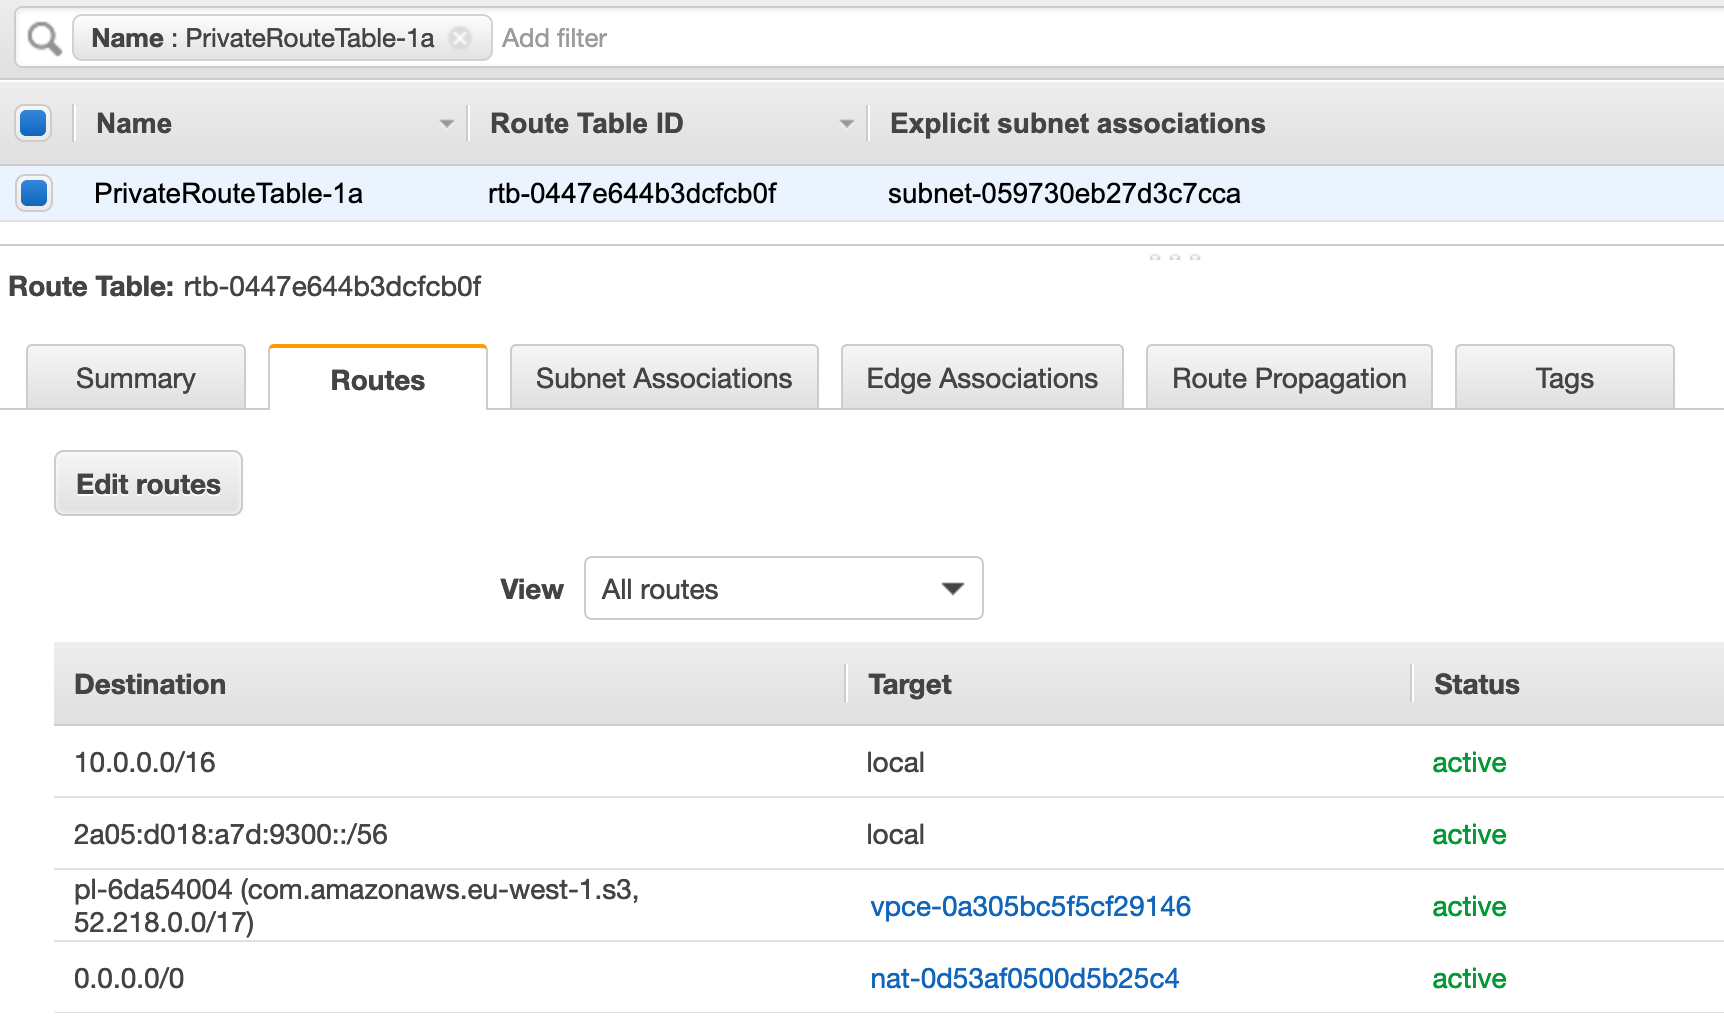 Name : PrivateRouteTable-1a Add filter
Name Route Table ID Explicit subnet associations
PrivateRouteTable-1a rtb-0447e644b3dcfcb0f subnet-059730eb27d3c7cca
Route Table: rtb-0447e644b3dcfcb0f
Summary Routes Subnet Associations Edge Associations Route Propagation Tags
Edit routes
View All routes
Destination Target Status
10.0.0.0/16 local active
2a05:d018:a7d:9300::/56 local active
pl-6da54004 (com.amazonaws.eu-west-1.s3,
52.218.0.0/17) vpce-0a305bc5f5cf29146 active
0.0.0.0/0 nat-0d53af0500d5b25c4 active